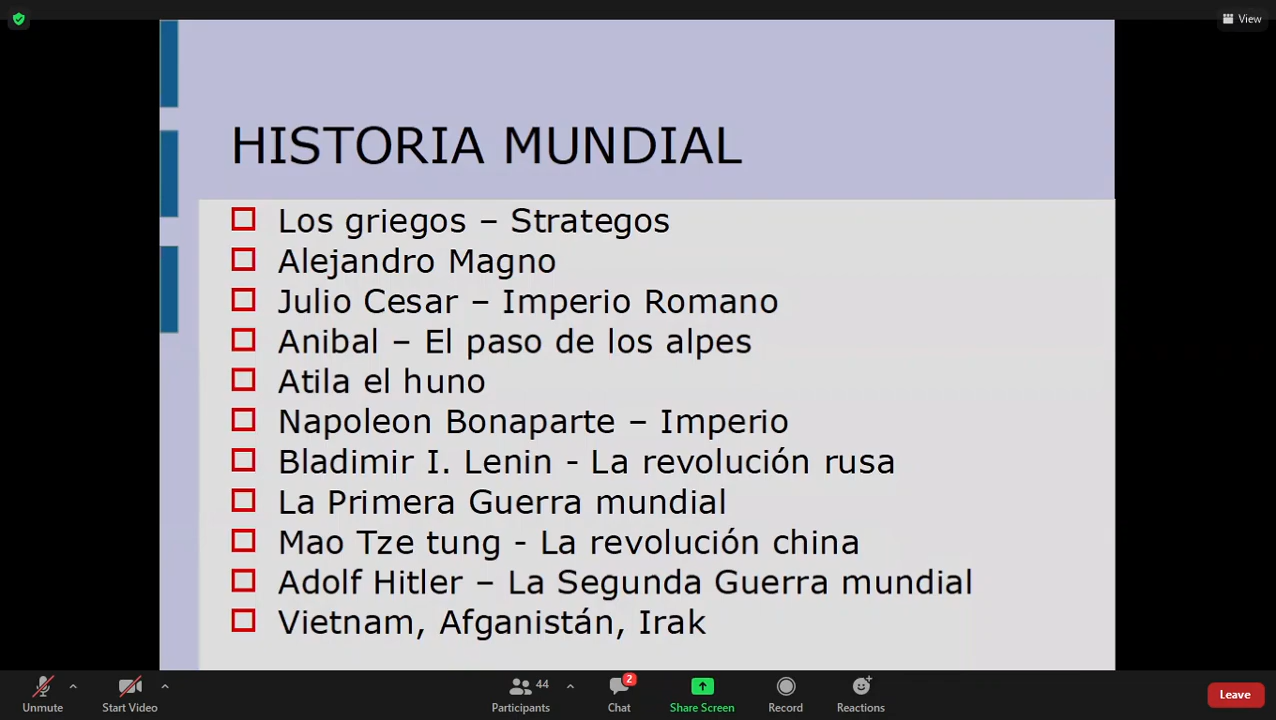 View
HISTORIA MUNDIAL
Los griegos – Strategos
Alejandro Magno
Julio Cesar – Imperio Romano
Anibal – El paso de los alpes
Atila el huno
Napoleon Bonaparte – Imperio
Bladimir I. Lenin - La revolución rusa
La Primera Guerra mundial
Mao Tze tung - La revolución china
Adolf Hitler – La Segunda Guerra mundial
Vietnam, Afganistán, Irak
44
2
Unmute
Start Video
Participants
Chat
Share Screen
Record
Reactions
Leave